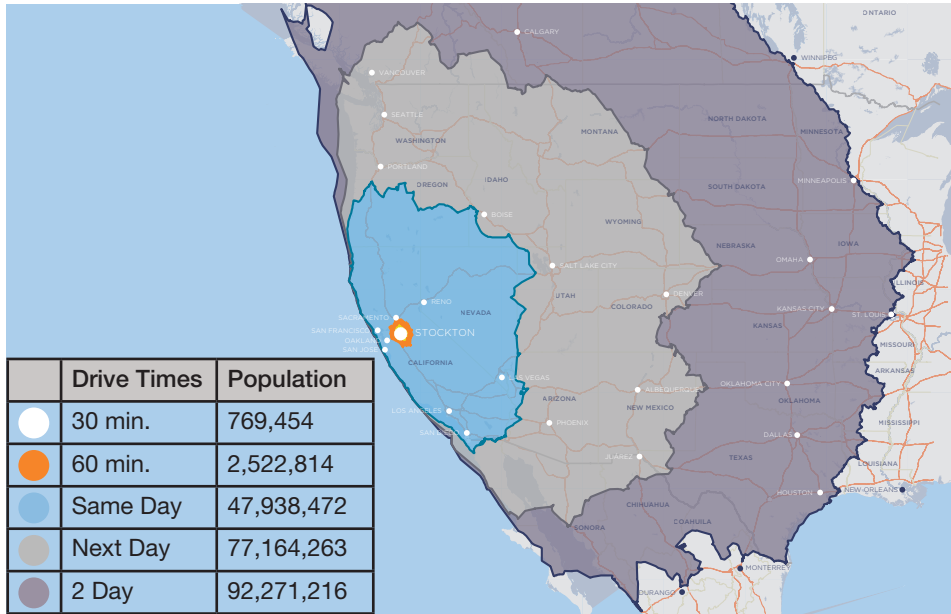 ONTARIO
CALGARY
WINNIPEG
VANCOUVER
SEATTLE
WASHINGTON
MONTANA
NORTH DAKOTA
MINNESOTA
PORTLAND
OREGON
IDAHO
SOUTH DAKOTA
MINNEAPOLIS
BOISE
WYOMING
NEBRASKA
IOWA
OMAHA
SALT LAKE CITY
ILLINOIS
UTAH
COLORADO
DENVER
RENO
NEVADA
KANSAS CITY
SACRAMENTO
ST. LOUIS
SAN FRANCISCO
STOCKTON
KANSAS
OAKLAND
SAN JOSE
MISSOURI
CALIFORNIA
ARKANSAS
LAS VEGAS
OKLAHOMA CITY
ALBUQUERQUE
ARIZONA
NEW MEXICO
OKLAHOMA
LOS ANGELES
PHOENIX
MISSISSIPPI
SAN DIEGO
DALLAS
JUAREZ
TEXAS
LOUISIANA
HOUSTON
NEW ORLEANS
CHIHUAHUA
SONORA
COAHUILA
MONTERREY
DURANGO
Drive Times Population
30 min. 769,454
60 min. 2,522,814
Same Day 47,938,472
Next Day 77,164,263
2 Day 92,271,216